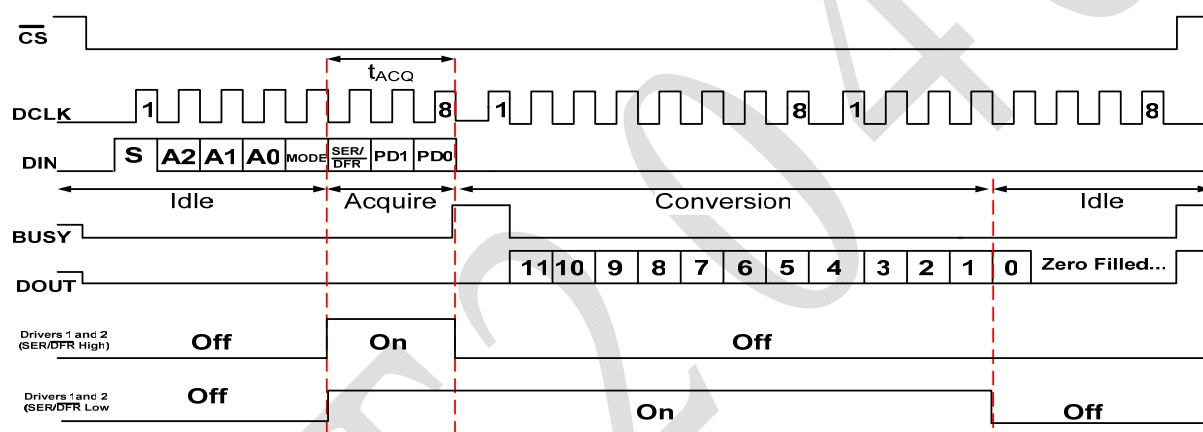 CS
tACQ
DCLK 1 8 1 8 1 8
DIN S A2 A1 A0 MODE SER/DFR PD1 PD0
Idle Acquire Conversion Idle
BUSY
DOUT 11 10 9 8 7 6 5 4 3 2 1 0 Zero Filled...
Drivers 1 and 2
(SER/DFR High) Off On Off
Drivers 1 and 2
(SER/DFR Low Off On Off